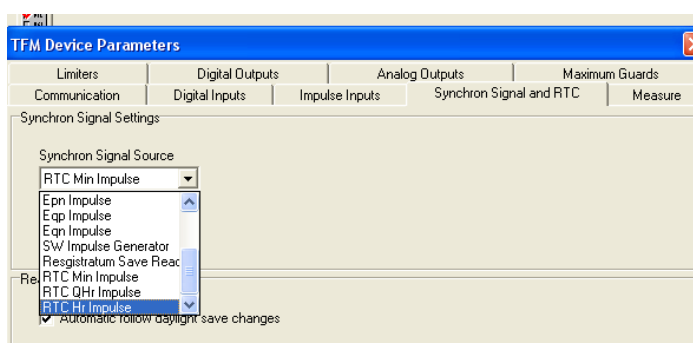 TFM Device Parameters
Limiters Digital Outputs Analog Outputs Maximum Guards
Communication Digital Inputs Impulse Inputs Synchron Signal and RTC Measure
Synchron Signal Settings
Synchron Signal Source
RTC Min Impulse
Epn Impulse
Eqp Impulse
Eqn Impulse
SW Impulse Generator
Resgistratum Save Reac
RTC Min Impulse
RTC QHr Impulse
RTC Hr Impulse
Automatic follow daylight save changes